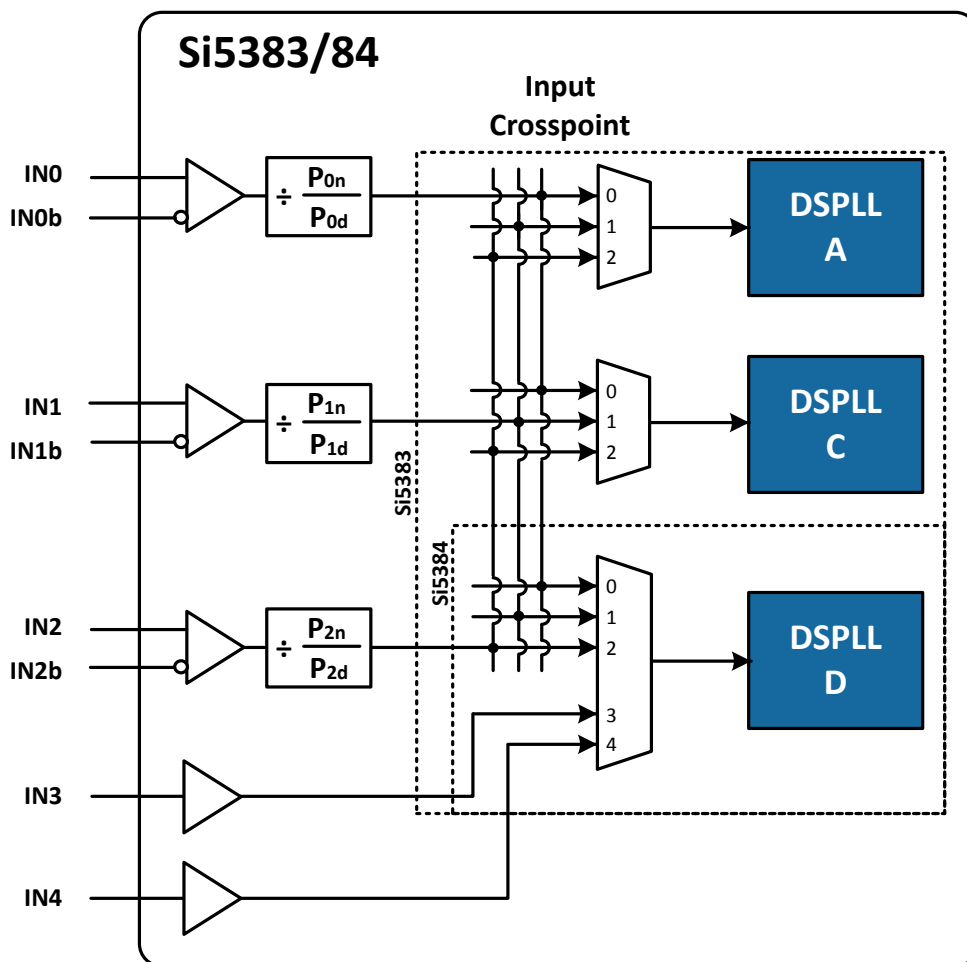 Si5383/84
Input
Crosspoint
IN0
IN0b
÷ P0n
P0d
0
1
2
DSPLL
A
IN1
IN1b
÷ P1n
P1d
0
1
2
DSPLL
C
Si5383
Si5384
IN2
IN2b
÷ P2n
P2d
0
1
2
3
4
DSPLL
D
IN3
IN4